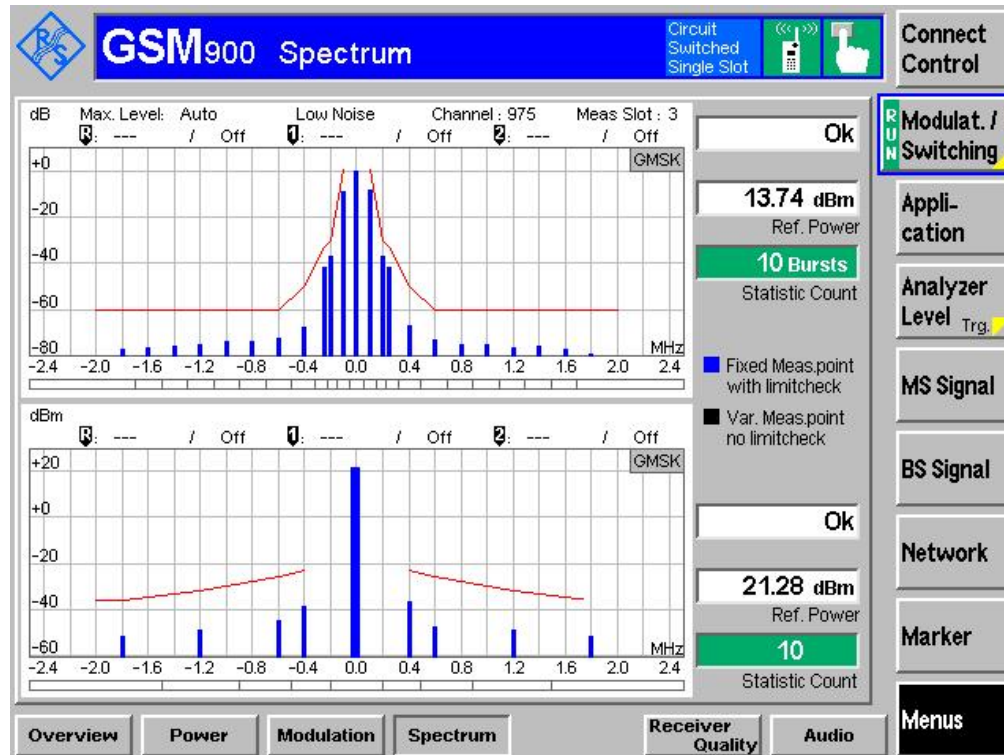 R S
GSM900 Spectrum
Circuit
Switched
Single Slot
Connect
Control
dB Max. Level: Auto Low Noise Channel : 975 Meas Slot : 3
R: --- / Off 1: --- / Off 2: --- / Off
GMSK
+0
-20
-40
-60
-80
MHz
-2.4 -2.0 -1.6 -1.2 -0.8 -0.4 0.0 0.4 0.8 1.2 1.6 2.0 2.4
Ok
13.74 dBm
Ref. Power
10 Bursts
Statistic Count
Fixed Meas.point
with limitcheck
Var. Meas.point
no limitcheck
dBm
R: --- / Off 1: --- / Off 2: --- / Off
GMSK
+20
+0
-20
-40
-60
MHz
-2.4 -2.0 -1.6 -1.2 -0.8 -0.4 0.0 0.4 0.8 1.2 1.6 2.0 2.4
Ok
21.28 dBm
Ref. Power
10
Statistic Count
RUN
Modulat. /
Switching
Appli-
cation
Analyzer
Level Trg.
MS Signal
BS Signal
Network
Marker
Menus
Overview
Power
Modulation
Spectrum
Receiver
Quality
Audio